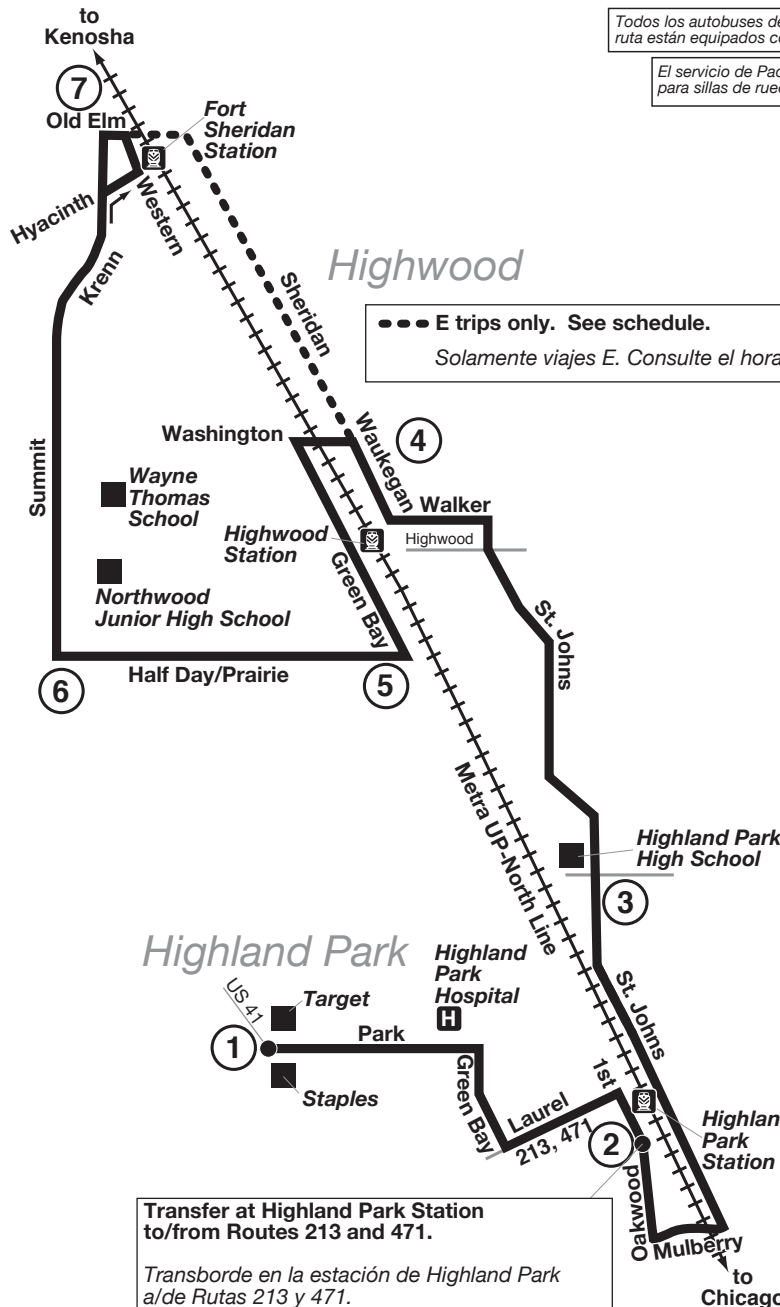 to
Kenosha
Todos los autobuses de
ruta están equipados co
El servicio de Pac
para sillas de rued
7
Old Elm
Fort
Sheridan
Station
Hyacinth
Western
Krenn
Highwood
Sheridan
E trips only. See schedule.
Solamente viajes E. Consulte el hora
Washington
Waukegan
4
Walker
Summit
Wayne
Thomas
School
Highwood
Station
Highwood
Green Bay
Northwood
Junior High School
St. Johns
Half Day/Prairie
6
5
Metra UP-North Line
Highland Park
High School
3
Highland Park
Highland
Park
Hospital
H
St. Johns
US 41
Target
1
Park
Staples
Green Bay
Laurel
213, 471
1st
2
Highlan
Park
Station
Oakwood
Mulberry
Transfer at Highland Park Station
to/from Routes 213 and 471.
Transborde en la estación de Highland Park
a/de Rutas 213 y 471.
to
Chicago